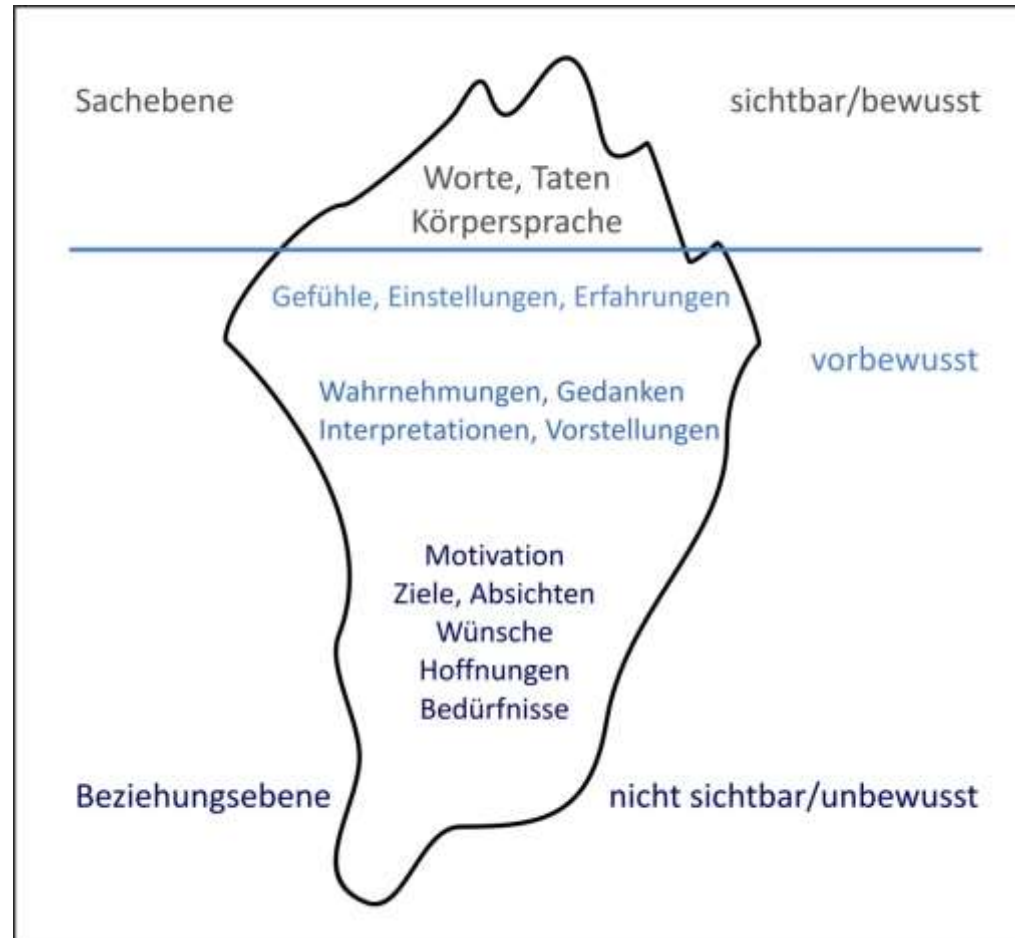 Sachebene
sichtbar/bewusst
Worte, Taten
Körpersprache
Gefühle, Einstellungen, Erfahrungen
vorbewusst
Wahrnehmungen, Gedanken
Interpretationen, Vorstellungen
Motivation
Ziele, Absichten
Wünsche
Hoffnungen
Bedürfnisse
Beziehungsebene
nicht sichtbar/unbewusst